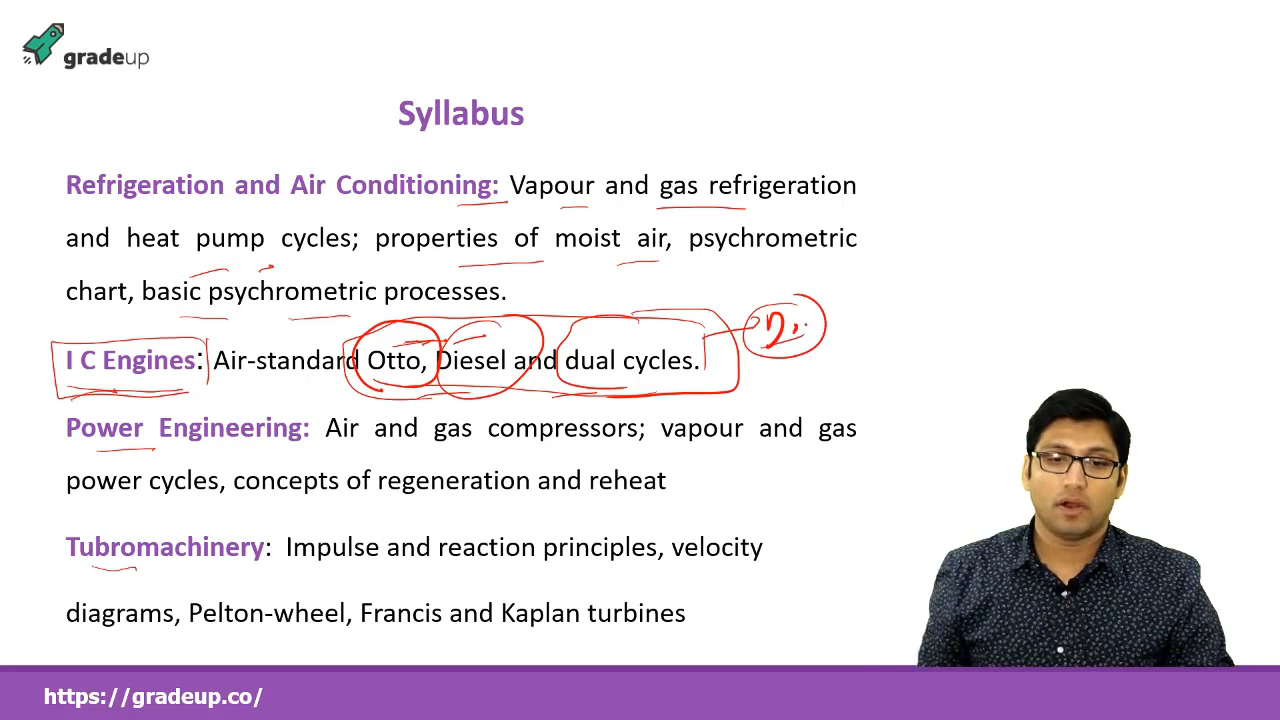 gradeup
Syllabus
Refrigeration and Air Conditioning: Vapour and gas refrigeration
and heat pump cycles; properties of moist air, psychrometric
chart, basic psychrometric processes.
I C Engines: Air-standard Otto, Diesel and dual cycles.
Power Engineering: Air and gas compressors; vapour and gas
power cycles, concepts of regeneration and reheat
Tubromachinery: Impulse and reaction principles, velocity
diagrams, Pelton-wheel, Francis and Kaplan turbines
https://gradeup.co/